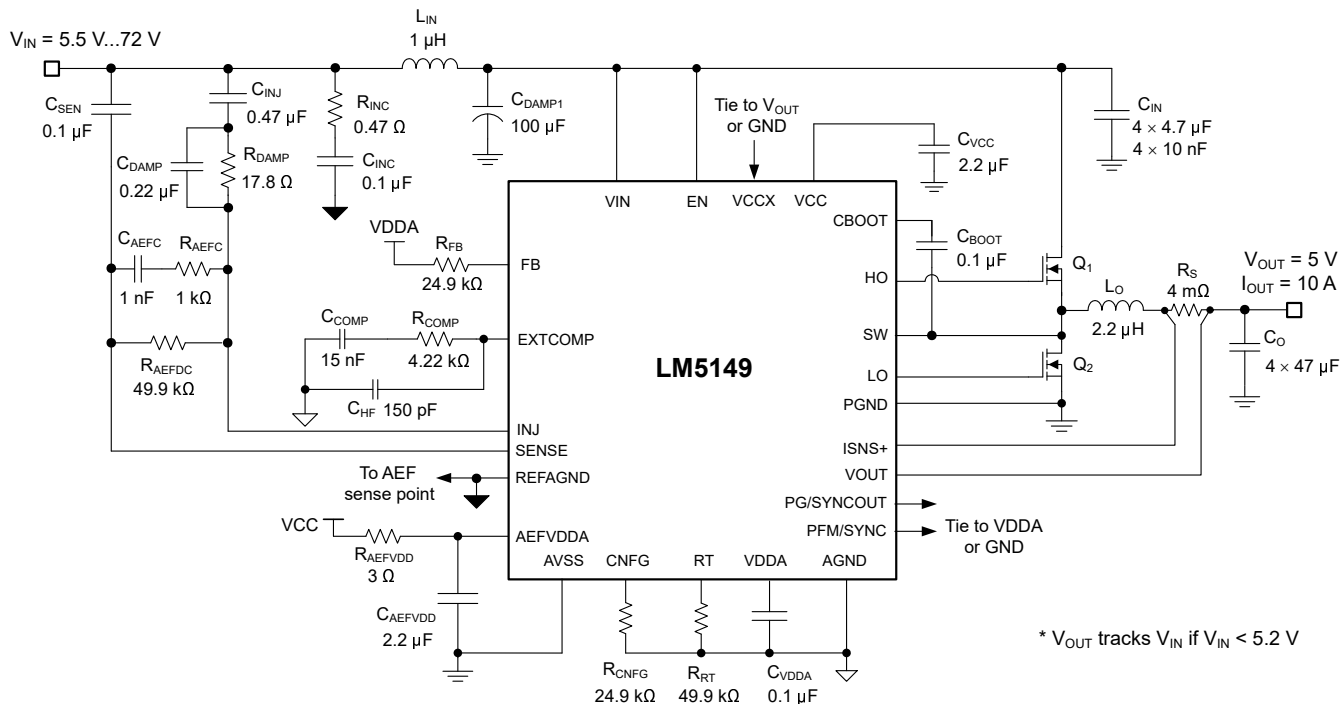 V_IN = 5.5 V...72 V
L_IN
1 µH
C_SEN
0.1 µF
C_INJ
0.47 µF
R_INC
0.47 Ω
C_DAMP1
100 µF
Tie to V_OUT
or GND
C_VCC
2.2 µF
C_IN
4 × 4.7 µF
4 × 10 nF
C_DAMP
0.22 µF
R_DAMP
17.8 Ω
C_INC
0.1 µF
VIN
EN
VCCX
VCC
VDDA
R_FB
24.9 kΩ
FB
CBOOT
C_BOOT
0.1 µF
C_AEFC
1 nF
R_AEFC
1 kΩ
HO
Q_1
V_OUT = 5 V
I_OUT = 10 A
L_O
2.2 µH
R_S
4 mΩ
C_COMP
15 nF
R_COMP
4.22 kΩ
EXTCOMP
SW
R_AEFDC
49.9 kΩ
LM5149
C_O
4 × 47 µF
LO
Q_2
C_HF
150 pF
PGND
INJ
SENSE
ISNS+
VOUT
To AEF
sense point
REFAGND
PG/SYNCOUT
VCC
R_AEFVDD
3 Ω
AEFVDDA
PFM/SYNC
Tie to VDDA
or GND
AVSS
CNFG
RT
VDDA
AGND
C_AEFVDD
2.2 µF
R_CNFG
24.9 kΩ
R_RT
49.9 kΩ
C_VDDA
0.1 µF
* V_OUT tracks V_IN if V_IN < 5.2 V